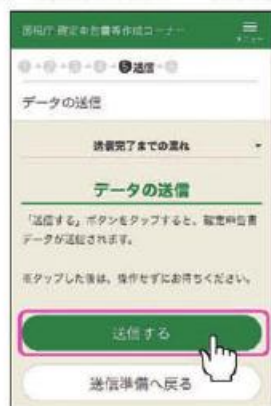 国税庁 確定申告書等作成コーナー
メニュー
5 送信
データの送信
送信完了までの流れ
データの送信
「送信する」ボタンをタップすると、確定申告書
データが送信されます。
※タップした後は、操作せずにお待ちください。
送信する
送信準備へ戻る